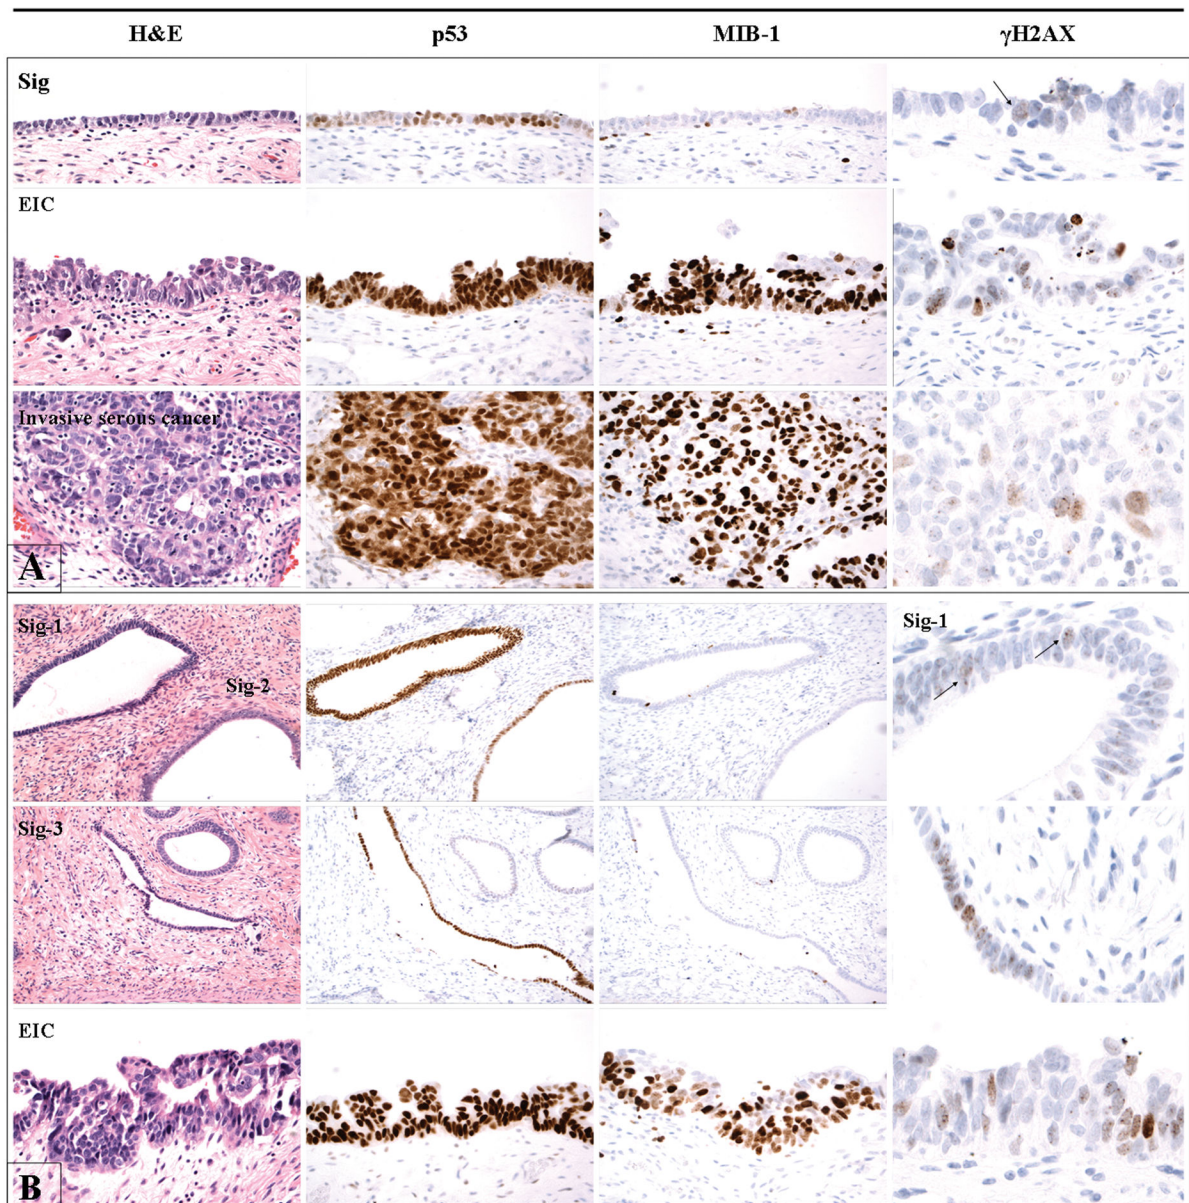 H&E p53 MIB-1 γH2AX
Sig
EIC
Invasive serous cancer
A
Sig-1
Sig-2
Sig-1
Sig-3
EIC
B